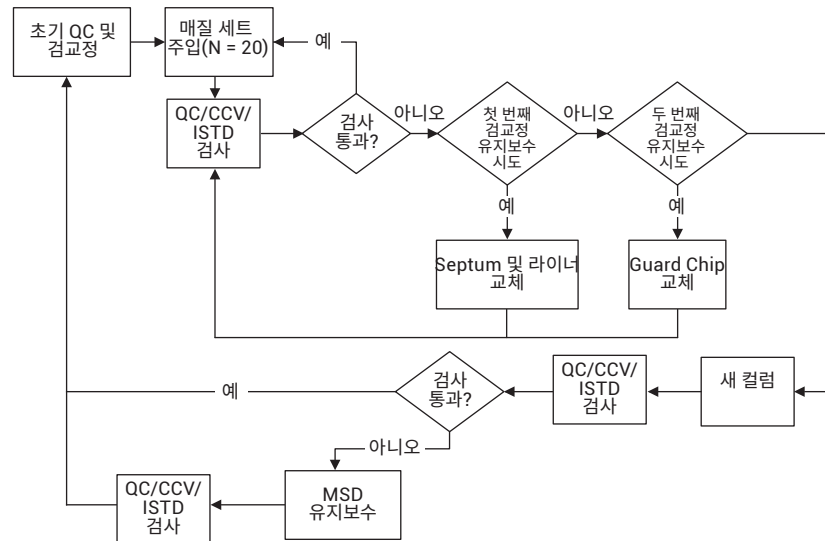 초기 QC 및
검교정
매질 세트
주입(N = 20)
예
QC/CCV/
ISTD
검사
검사
통과?
아니오
첫 번째
검교정
유지보수
시도
아니오
두 번째
검교정
유지보수
시도
예
예
Septum 및 라이너
교체
Guard Chip
교체
예
검사
통과?
QC/CCV/
ISTD
검사
새 컬럼
아니오
QC/CCV/
ISTD
검사
MSD
유지보수